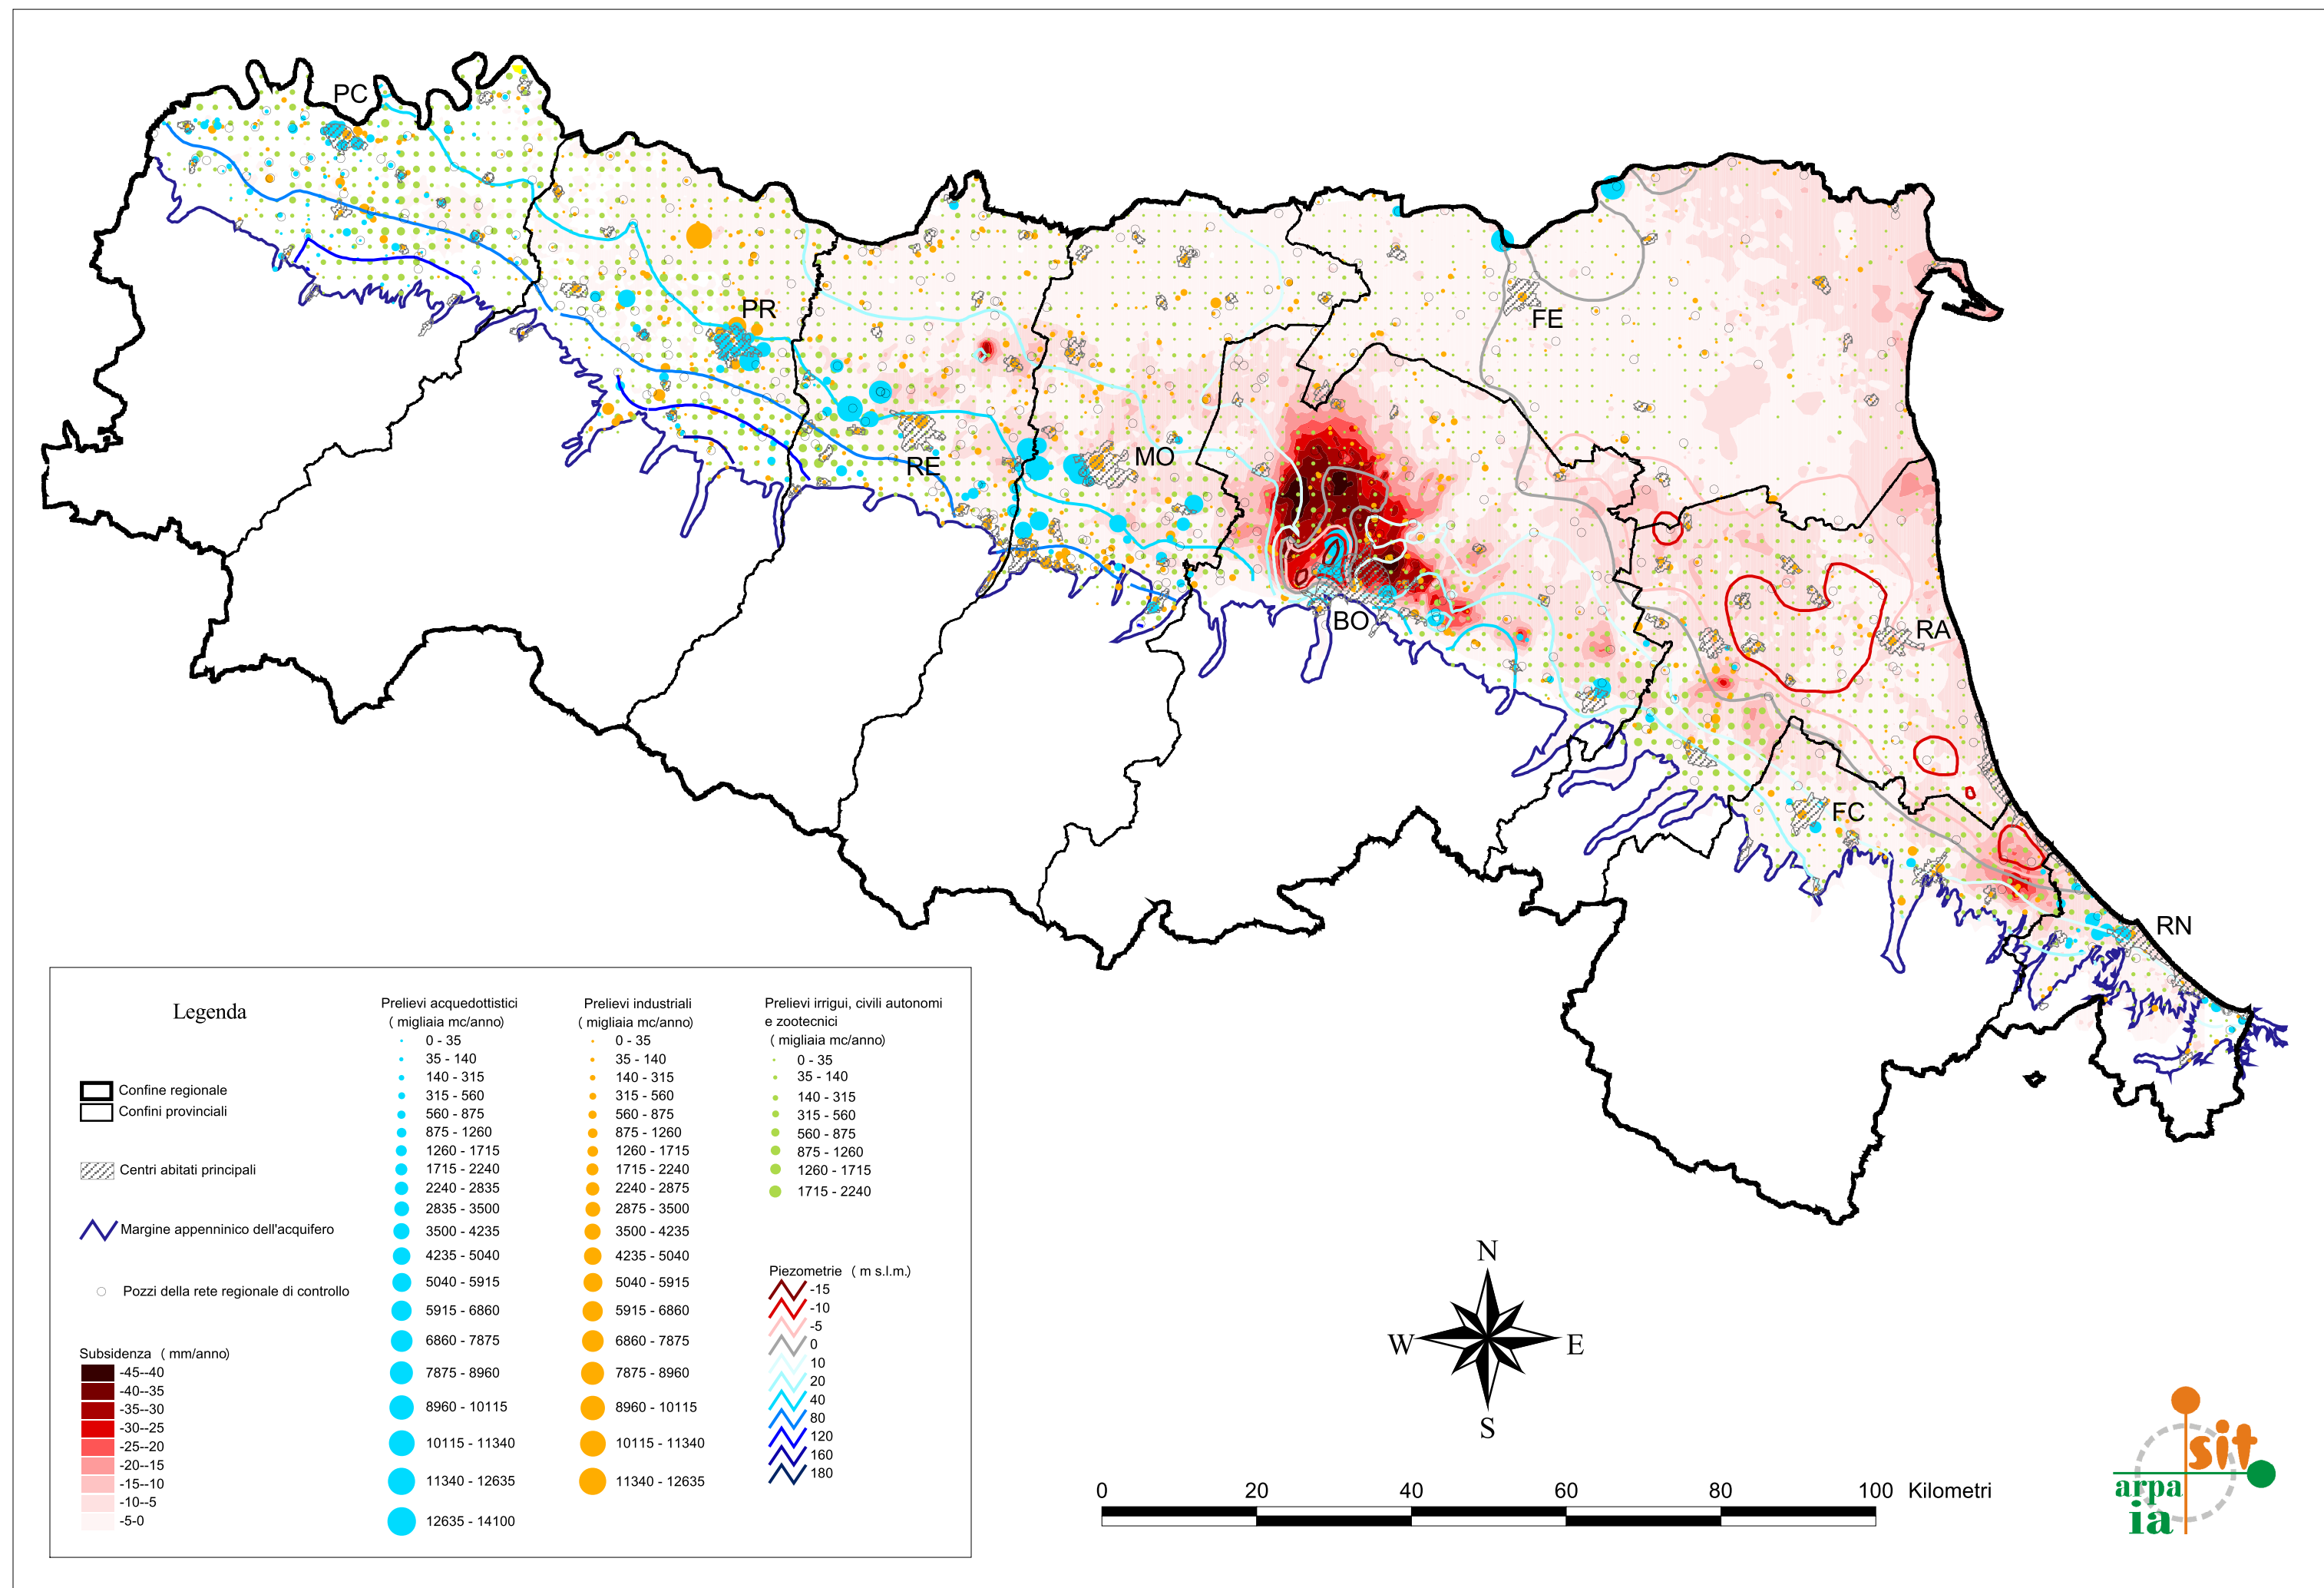 PC
PR
RE
MO
FE
BO
RA
FC
RN
Legenda
Confine regionale
Confini provinciali
Centri abitati principali
Margine appenninico dell'acquifero
Pozzi della rete regionale di controllo
Subsidenza ( mm/anno)
-45--40
-40--35
-35--30
-30--25
-25--20
-20--15
-15--10
-10--5
-5-0
Prelievi acquedottistici
( migliaia mc/anno)
0 - 35
35 - 140
140 - 315
315 - 560
560 - 875
875 - 1260
1260 - 1715
1715 - 2240
2240 - 2835
2835 - 3500
3500 - 4235
4235 - 5040
5040 - 5915
5915 - 6860
6860 - 7875
7875 - 8960
8960 - 10115
10115 - 11340
11340 - 12635
12635 - 14100
Prelievi industriali
( migliaia mc/anno)
0 - 35
35 - 140
140 - 315
315 - 560
560 - 875
875 - 1260
1260 - 1715
1715 - 2240
2240 - 2875
2875 - 3500
3500 - 4235
4235 - 5040
5040 - 5915
5915 - 6860
6860 - 7875
7875 - 8960
8960 - 10115
10115 - 11340
11340 - 12635
Prelievi irrigui, civili autonomi
e zootecnici
( migliaia mc/anno)
0 - 35
35 - 140
140 - 315
315 - 560
560 - 875
875 - 1260
1260 - 1715
1715 - 2240
Piezometrie ( m s.l.m.)
-15
-10
-5
0
10
20
40
80
120
160
180
N
W E
S
0 20 40 60 80 100 Kilometri
sit
arpa
ia